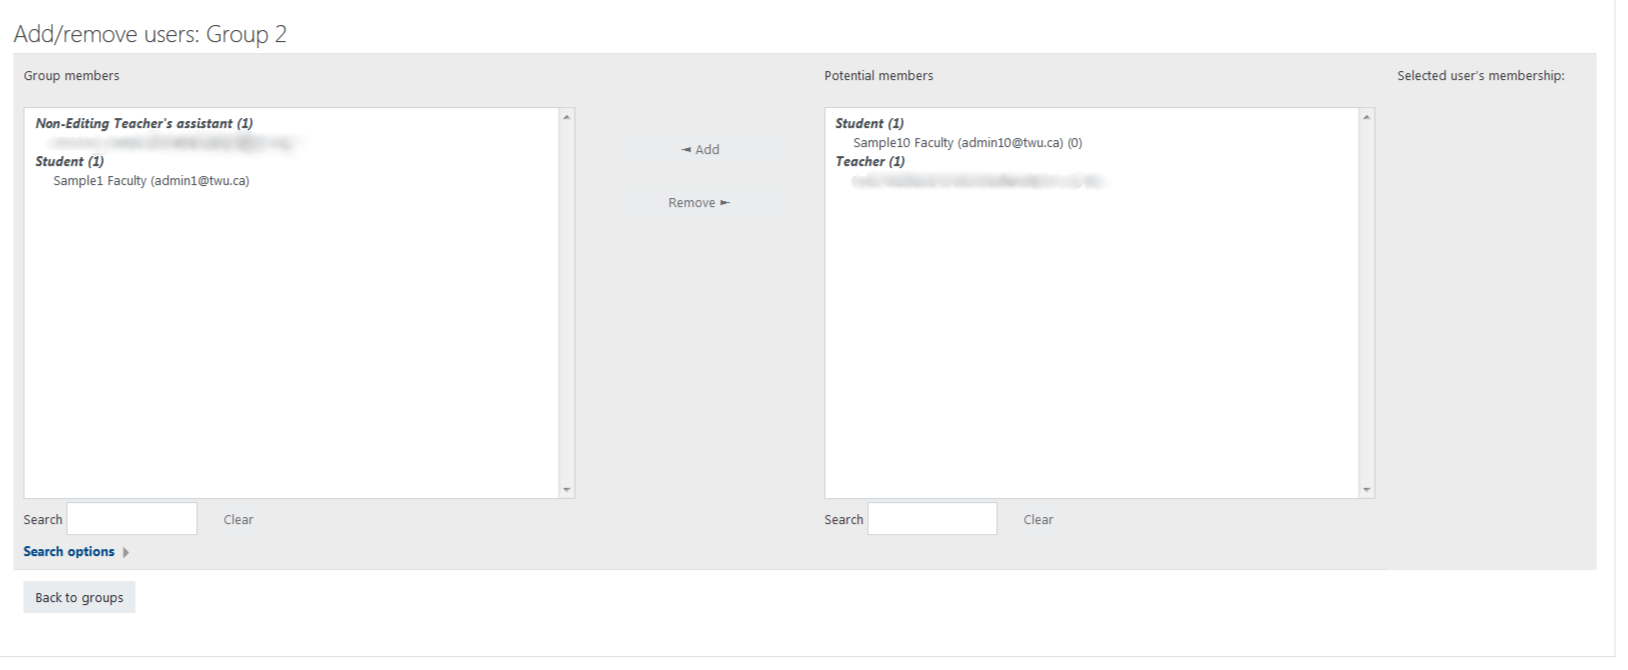 Add/remove users: Group 2
Group members
Potential members
Selected user's membership:
Non-Editing Teacher's assistant (1)
Student (1)
Sample1 Faculty (admin1@twu.ca)
◄ Add
Remove ►
Student (1)
Sample10 Faculty (admin10@twu.ca) (0)
Teacher (1)
Search
Clear
Search
Clear
Search options
Back to groups